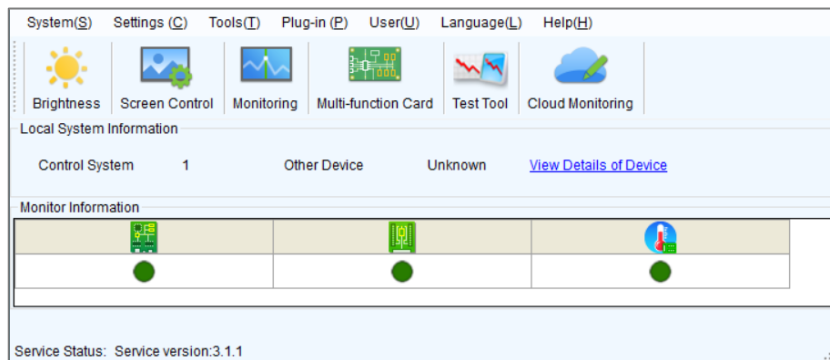 System(S) Settings (C) Tools(T) Plug-in (P) User(U) Language(L) Help(H)
Brightness Screen Control Monitoring Multi-function Card Test Tool Cloud Monitoring
Local System Information
Control System 1 Other Device Unknown View Details of Device
Monitor Information
Service Status: Service version:3.1.1